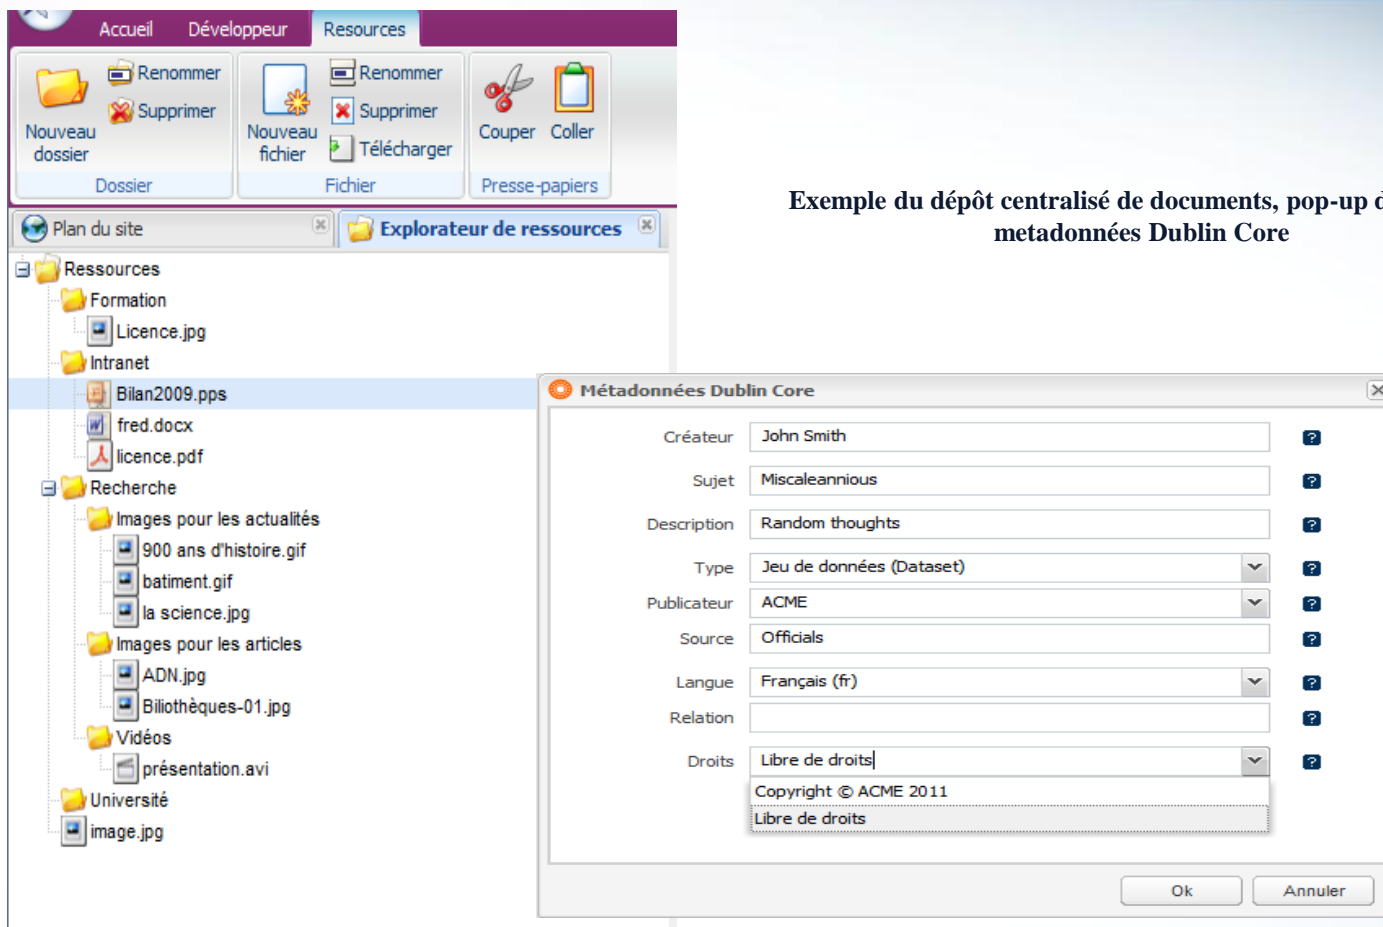 Accueil Développeur Resources
Nouveau dossier
Renommer
Supprimer
Dossier
Nouveau fichier
Renommer
Supprimer
Télécharger
Fichier
Couper Coller
Presse-papiers
Plan du site
Explorateur de ressources
Ressources
Formation
Licence.jpg
Intranet
Bilan2009.pps
fred.docx
licence.pdf
Recherche
Images pour les actualités
900 ans d'histoire.gif
batiment.gif
la science.jpg
Images pour les articles
ADN.jpg
Biliothèques-01.jpg
Vidéos
présentation.avi
Université
image.jpg
Exemple du dépôt centralisé de documents, pop-up
metadonnées Dublin Core
Métadonnées Dublin Core
Créateur John Smith
Sujet Miscaleannious
Description Random thoughts
Type Jeu de données (Dataset)
Publicateur ACME
Source Officials
Langue Français (fr)
Relation
Droits Libre de droits
Copyright © ACME 2011
Libre de droits
Ok Annuler